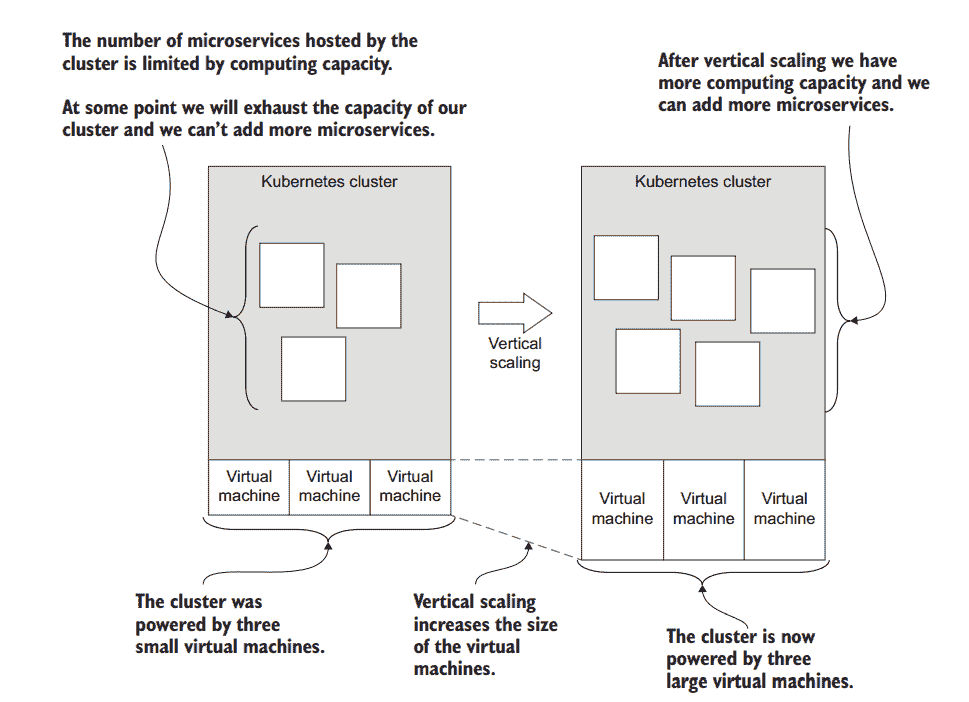 The number of microservices hosted by the
cluster is limited by computing capacity.
At some point we will exhaust the capacity of our
cluster and we can't add more microservices.
After vertical scaling we have
more computing capacity and we
can add more microservices.
Kubernetes cluster
Kubernetes cluster
Vertical
scaling
Virtual
machine
Virtual
machine
Virtual
machine
Virtual
machine
Virtual
machine
Virtual
machine
The cluster was
powered by three
small virtual machines.
Vertical scaling
increases the size
of the virtual
machines.
The cluster is now
powered by three
large virtual machines.